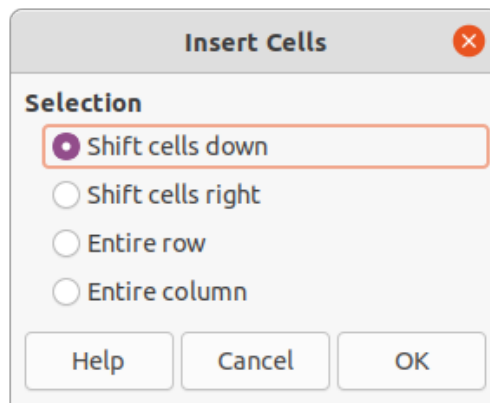 Insert Cells
Selection
Shift cells down
Shift cells right
Entire row
Entire column
Help Cancel OK